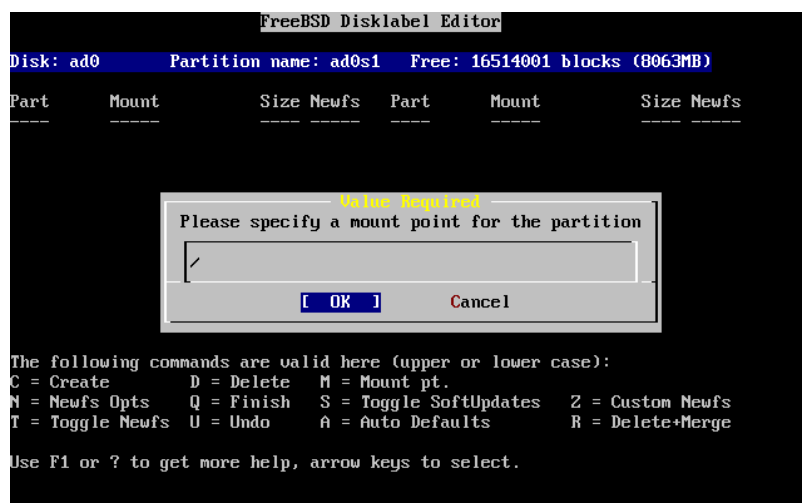 FreeBSD Disklabel Editor
Disk: ad0 Partition name: ad0s1 Free: 16514001 blocks (8063MB)
Part Mount Size Newfs Part Mount Size Newfs
---- ----- ---- ----- ---- ----- ---- -----
Value Required
Please specify a mount point for the partition
/
[ OK ] Cancel
The following commands are valid here (upper or lower case):
C = Create D = Delete M = Mount pt.
N = Newfs Opts Q = Finish S = Toggle SoftUpdates Z = Custom Newfs
T = Toggle Newfs U = Undo A = Auto Defaults R = Delete+Merge
Use F1 or ? to get more help, arrow keys to select.